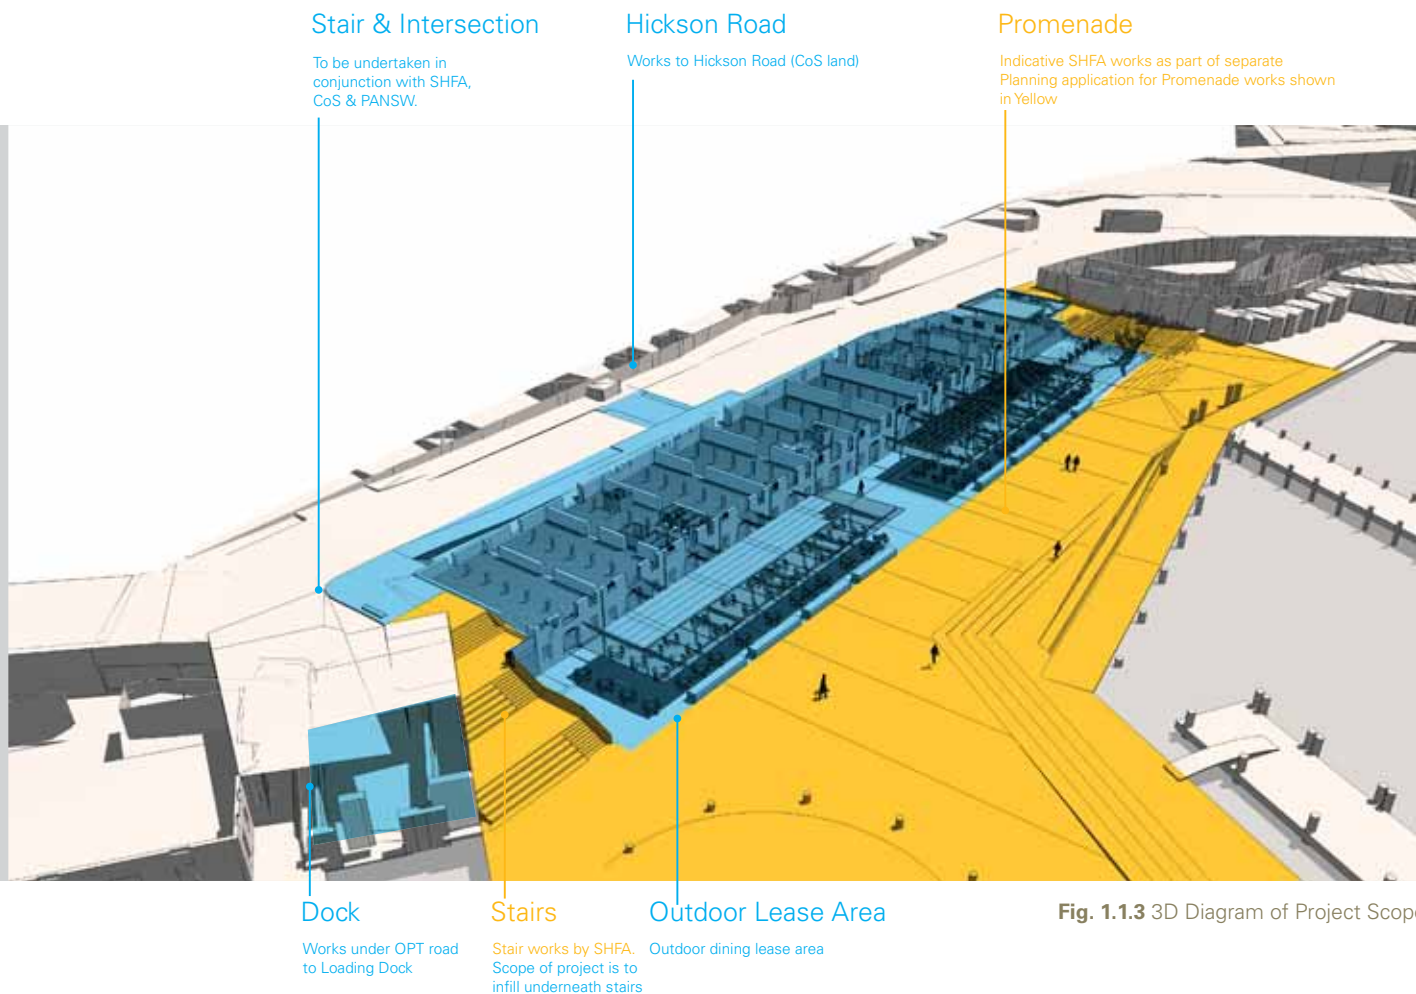 Stair & Intersection
To be undertaken in
conjunction with SHFA,
CoS & PANSW.
Hickson Road
Works to Hickson Road (CoS land)
Promenade
Indicative SHFA works as part of separate
Planning application for Promenade works shown
in Yellow
Dock
Works under OPT road
to Loading Dock
Stairs
Stair works by SHFA.
Scope of project is to
infill underneath stairs
Outdoor Lease Area
Outdoor dining lease area
Fig. 1.1.3 3D Diagram of Project Scope